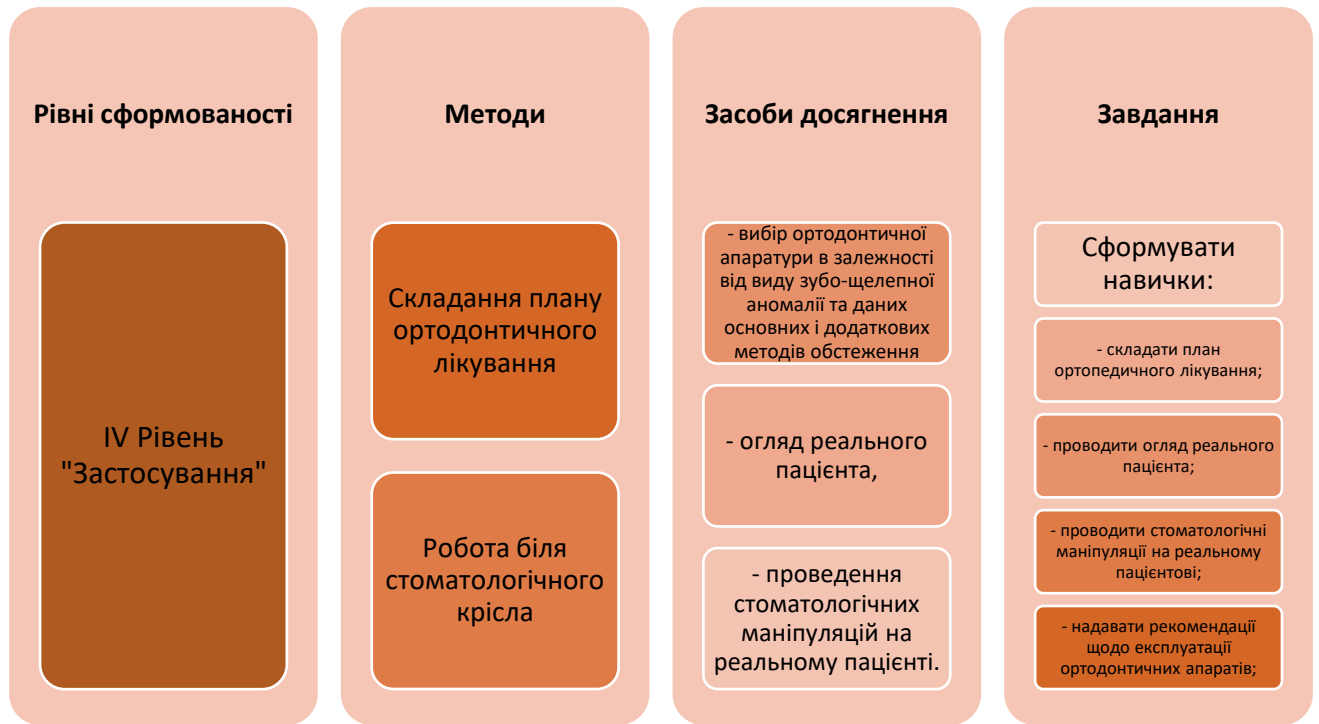 Рівні сформованості
IV Рівень
"Застосування"
Методи
Складання плану
ортодонтичного
лікування
Робота біля
стоматологічного
крісла
Засоби досягнення
- вибір ортодонтичної
апаратури в залежності
від виду зубо-щелепної
аномалії та даних
основних і додаткових
методів обстеження
- огляд реального
пацієнта,
- проведення
стоматологічних
маніпуляцій на
реальному пацієнті.
Завдання
Сформувати
навички:
- складати план
ортопедичного лікування;
- проводити огляд реального
пацієнта;
- проводити стоматологічні
маніпуляції на реальному
пацієнтові;
- надавати рекомендації
щодо експлуатації
ортодонтичних апаратів;